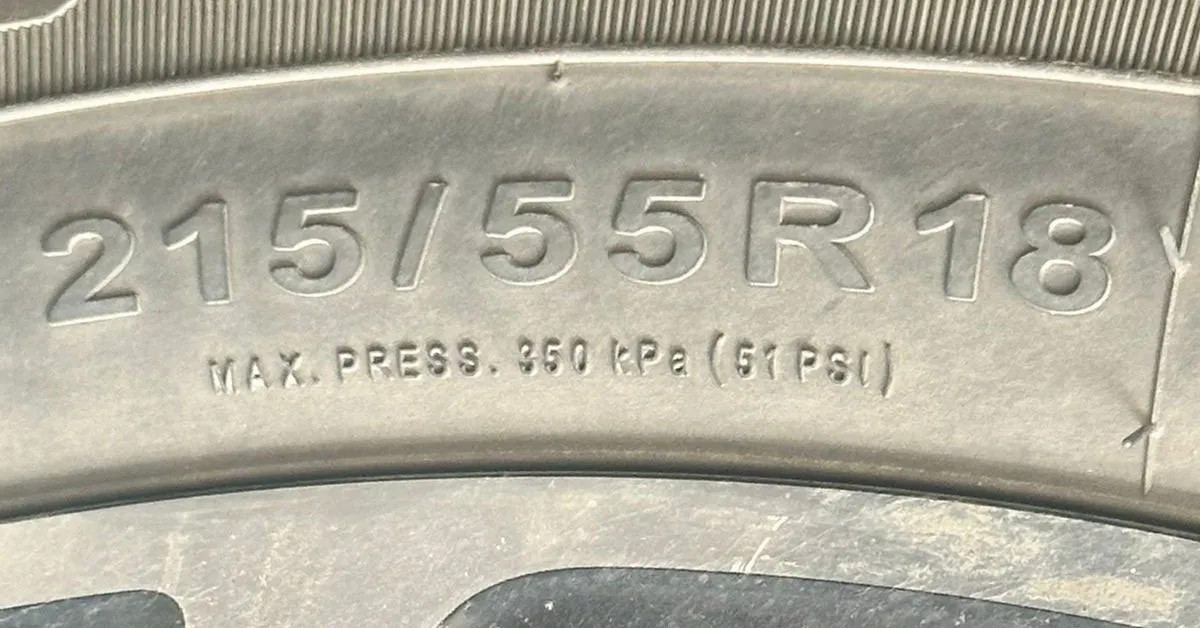 215/55R18
MAX. PRESS. 350 kPa (51 PSI)